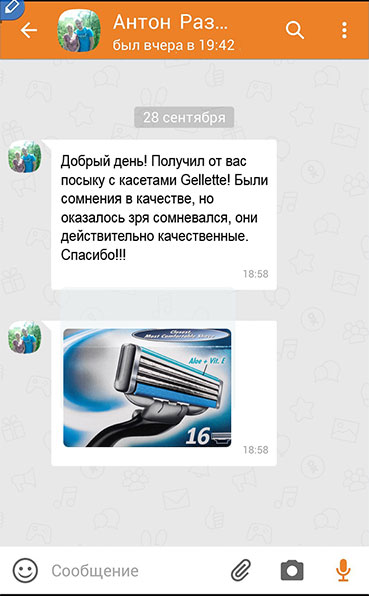 Антон Раз...
был вчера в 19:42
28 сентября
Добрый день! Получил от вас
посыку с касетами Gellette! Были
сомнения в качестве, но
оказалось зря сомневался, они
действительно качественные.
Спасибо!!!
18:58
Closest,
Most Comfortable Shave
Aloe + Vit. E
16
18:58
Сообщение